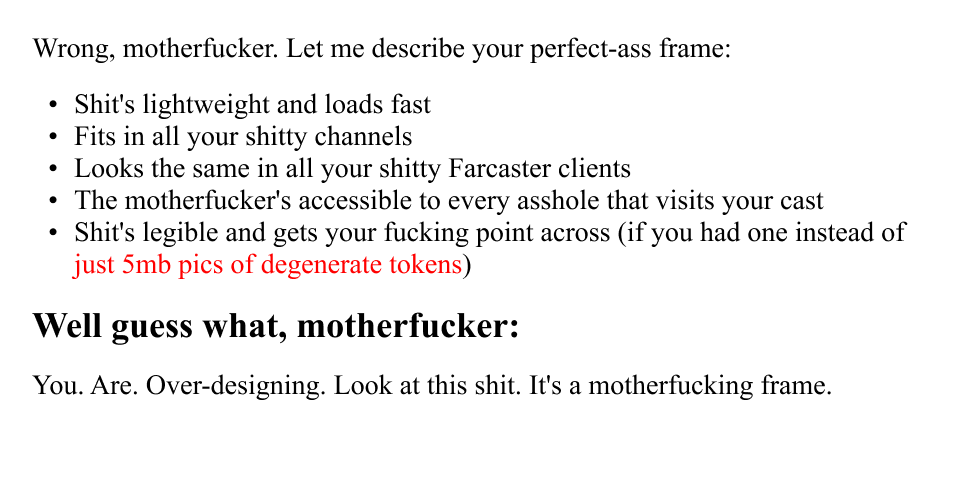 Wrong, motherfucker. Let me describe your perfect-ass frame:
• Shit's lightweight and loads fast
• Fits in all your shitty channels
• Looks the same in all your shitty Farcaster clients
• The motherfucker's accessible to every asshole that visits your cast
• Shit's legible and gets your fucking point across (if you had one instead of
just 5mb pics of degenerate tokens)
Well guess what, motherfucker:
You. Are. Over-designing. Look at this shit. It's a motherfucking frame.